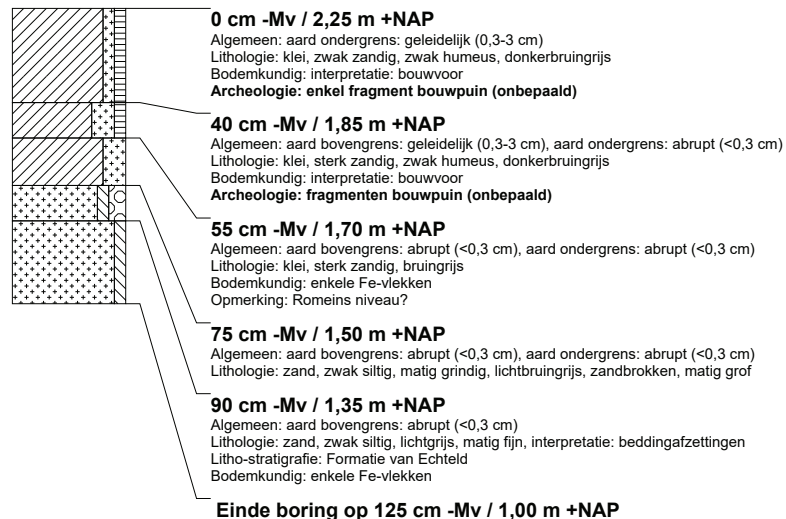 0 cm -Mv / 2,25 m +NAP
Algemeen: aard ondergrens: geleidelijk (0,3-3 cm)
Lithologie: klei, zwak zandig, zwak humeus, donkerbruingrijs
Bodemkundig: interpretatie: bouwvoor
Archeologie: enkel fragment bouwpuin (onbepaald)
40 cm -Mv / 1,85 m +NAP
Algemeen: aard bovengrens: geleidelijk (0,3-3 cm), aard ondergrens: abrupt (<0,3 cm)
Lithologie: klei, sterk zandig, zwak humeus, donkerbruingrijs
Bodemkundig: interpretatie: bouwvoor
Archeologie: fragmenten bouwpuin (onbepaald)
55 cm -Mv / 1,70 m +NAP
Algemeen: aard bovengrens: abrupt (<0,3 cm), aard ondergrens: abrupt (<0,3 cm)
Lithologie: klei, sterk zandig, bruingrijs
Bodemkundig: enkele Fe-vlekken
Opmerking: Romeins niveau?
75 cm -Mv / 1,50 m +NAP
Algemeen: aard bovengrens: abrupt (<0,3 cm), aard ondergrens: abrupt (<0,3 cm)
Lithologie: zand, zwak siltig, matig grindig, lichtbruingrijs, zandbrokken, matig grof
90 cm -Mv / 1,35 m +NAP
Algemeen: aard bovengrens: abrupt (<0,3 cm)
Lithologie: zand, zwak siltig, lichtgrijs, matig fijn, interpretatie: beddingafzettingen
Litho-stratigrafie: Formatie van Echteld
Bodemkundig: enkele Fe-vlekken
Einde boring op 125 cm -Mv / 1,00 m +NAP